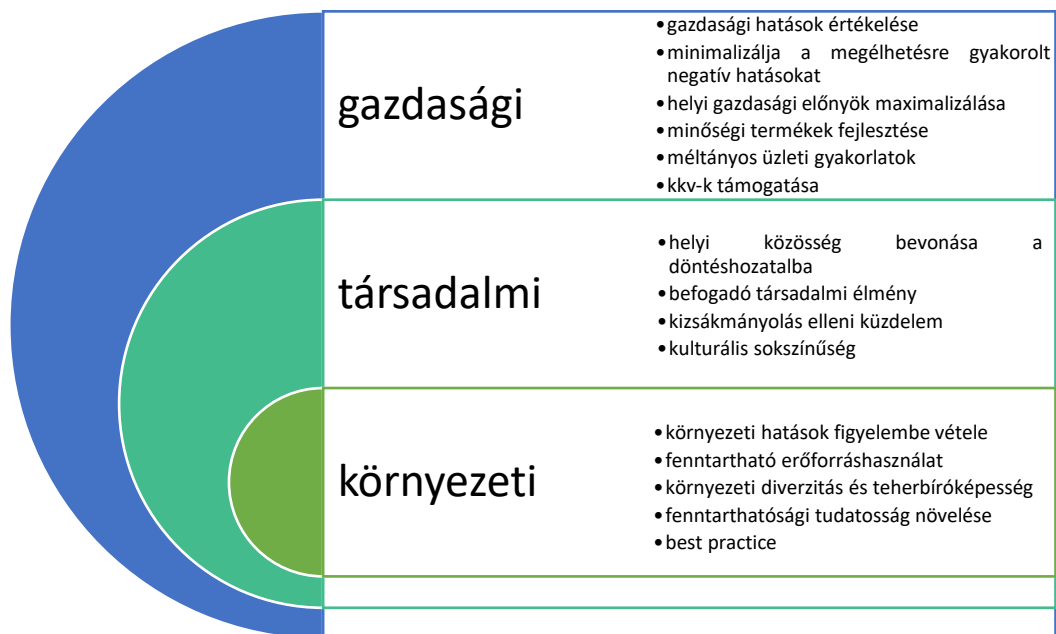 gazdasági
•gazdasági hatások értékelése
•minimalizálja a megélhetésre gyakorolt
negatív hatásokat
•helyi gazdasági előnyök maximalizálása
•minőségi termékek fejlesztése
•méltányos üzleti gyakorlatok
•kkv-k támogatása
társadalmi
•helyi közösség bevonása a
döntéshozatalba
•befogadó társadalmi élmény
•kizsákmányolás elleni küzdelem
•kulturális sokszínűség
környezeti
•környezeti hatások figyelembe vétele
•fenntartható erőforráshasználat
•környezeti diverzitás és teherbíróképesség
•fenntarthatósági tudatosság növelése
•best practice